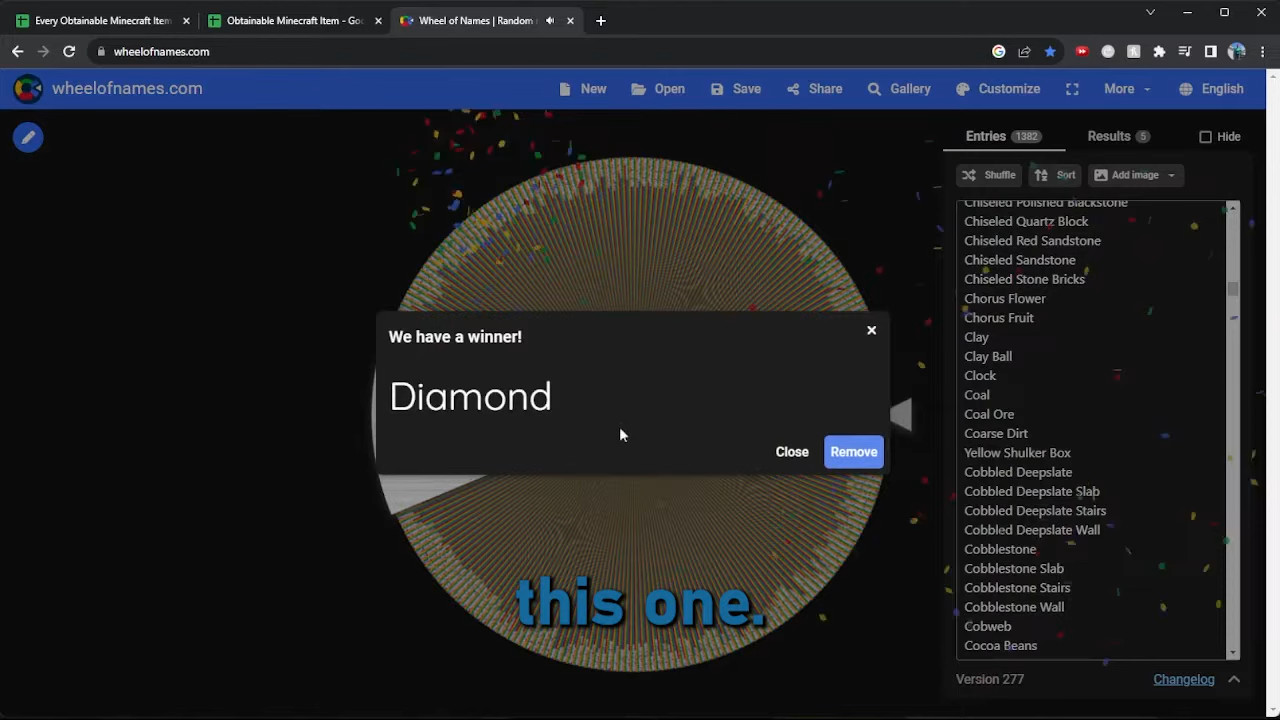 Every Obtainable Minecraft Item
Obtainable Minecraft Item - Goo
Wheel of Names | Random
wheelofnames.com
wheelofnames.com
New
Open
Save
Share
Gallery
Customize
More
English
Entries 1382
Results 5
Hide
Shuffle
Sort
Add image
Chiseled Polished Blackstone
Chiseled Quartz Block
Chiseled Red Sandstone
Chiseled Sandstone
Chiseled Stone Bricks
Chorus Flower
Chorus Fruit
Clay
Clay Ball
Clock
Coal
Coal Ore
Coarse Dirt
Yellow Shulker Box
Cobbled Deepslate
Cobbled Deepslate Slab
Cobbled Deepslate Stairs
Cobbled Deepslate Wall
Cobblestone
Cobblestone Slab
Cobblestone Stairs
Cobblestone Wall
Cobweb
Cocoa Beans
We have a winner!
Diamond
Close
Remove
this one.
Version 277
Changelog